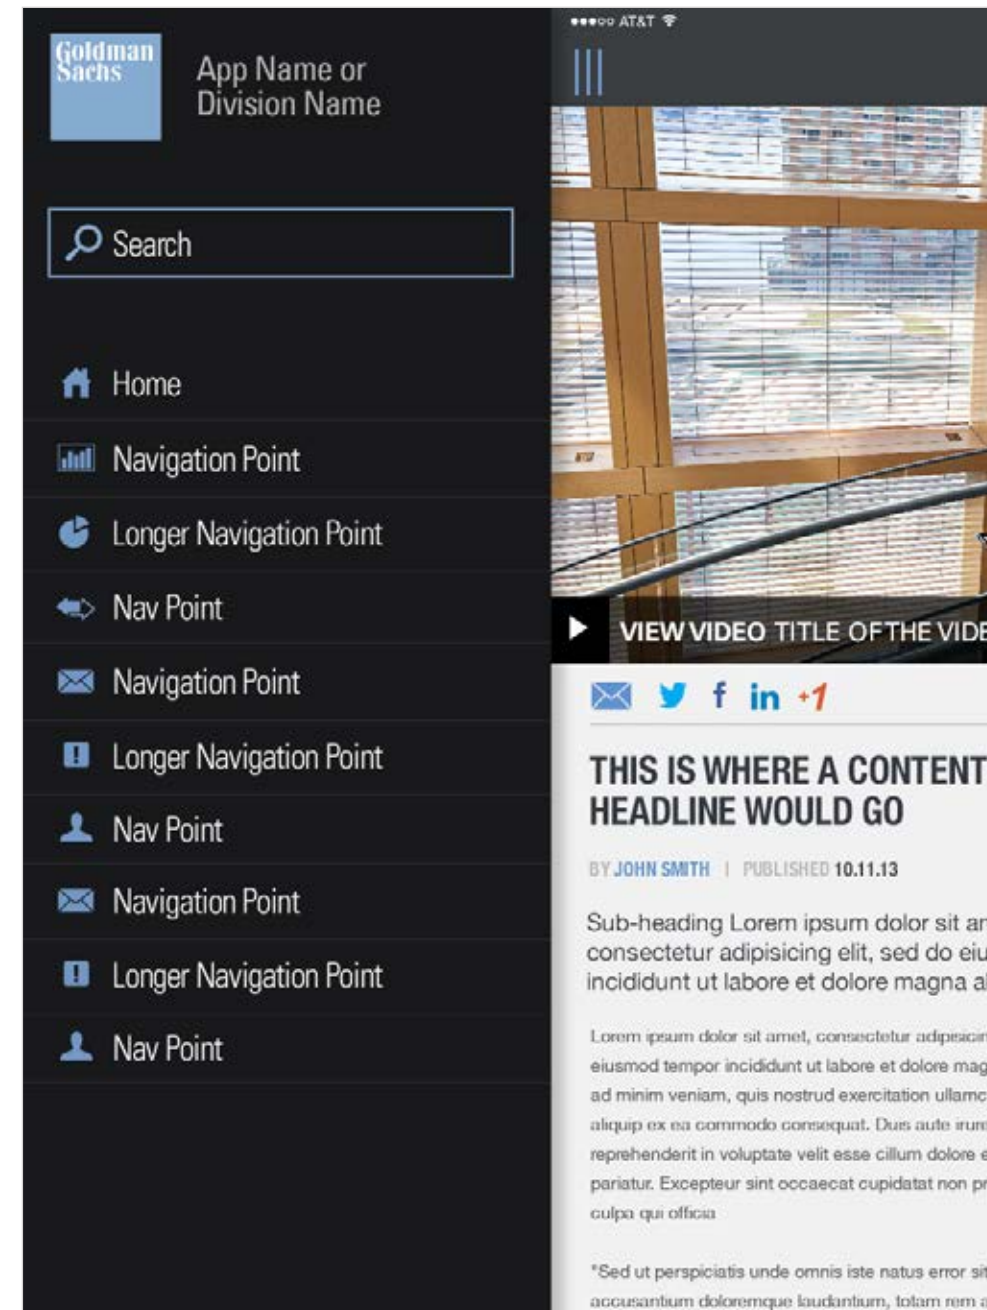 Goldman
Sachs
App Name or
Division Name
Search
Home
Navigation Point
Longer Navigation Point
Nav Point
Navigation Point
Longer Navigation Point
Nav Point
Navigation Point
Longer Navigation Point
Nav Point
AT&T
VIEW VIDEO TITLE OF THE VIDE
f in +1
THIS IS WHERE A CONTENT
HEADLINE WOULD GO
BY JOHN SMITH | PUBLISHED 10.11.13
Sub-heading Lorem ipsum dolor sit am
consectetur adipisicing elit, sed do eiu
incididunt ut labore et dolore magna al
Lorem ipsum dolor sit amet, consectetur adipisicin
eiusmod tempor incididunt ut labore et dolore mag
ad minim veniam, quis nostrud exercitation ullamc
aliquip ex ea commodo consequat. Duis aute irure
reprehenderit in voluptate velit esse cillum dolore e
pariatur. Excepteur sint occaecat cupidatat non pr
culpa qui officia
"Sed ut perspiciatis unde omnis iste natus error sit
accusantium doloremque laudantium, totam rem a